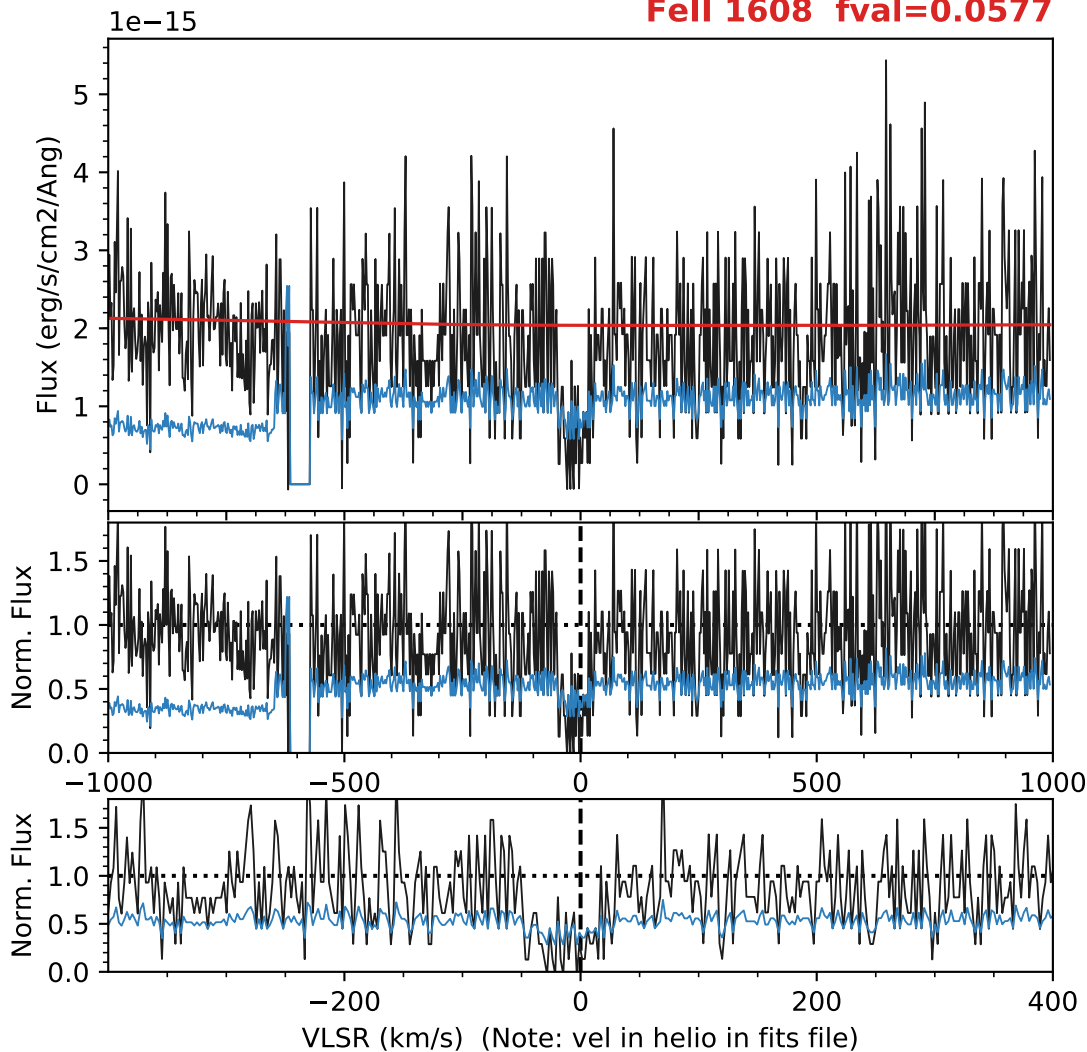 1e−15
FeII 1608 fval=0.0577
Flux (erg/s/cm2/Ang)
5
4
3
2
1
0
Norm. Flux
1.5
1.0
0.5
0.0
−1000 −500 0 500 1000
Norm. Flux
1.5
1.0
0.5
0.0
−200 0 200 400
VLSR (km/s) (Note: vel in helio in fits file)